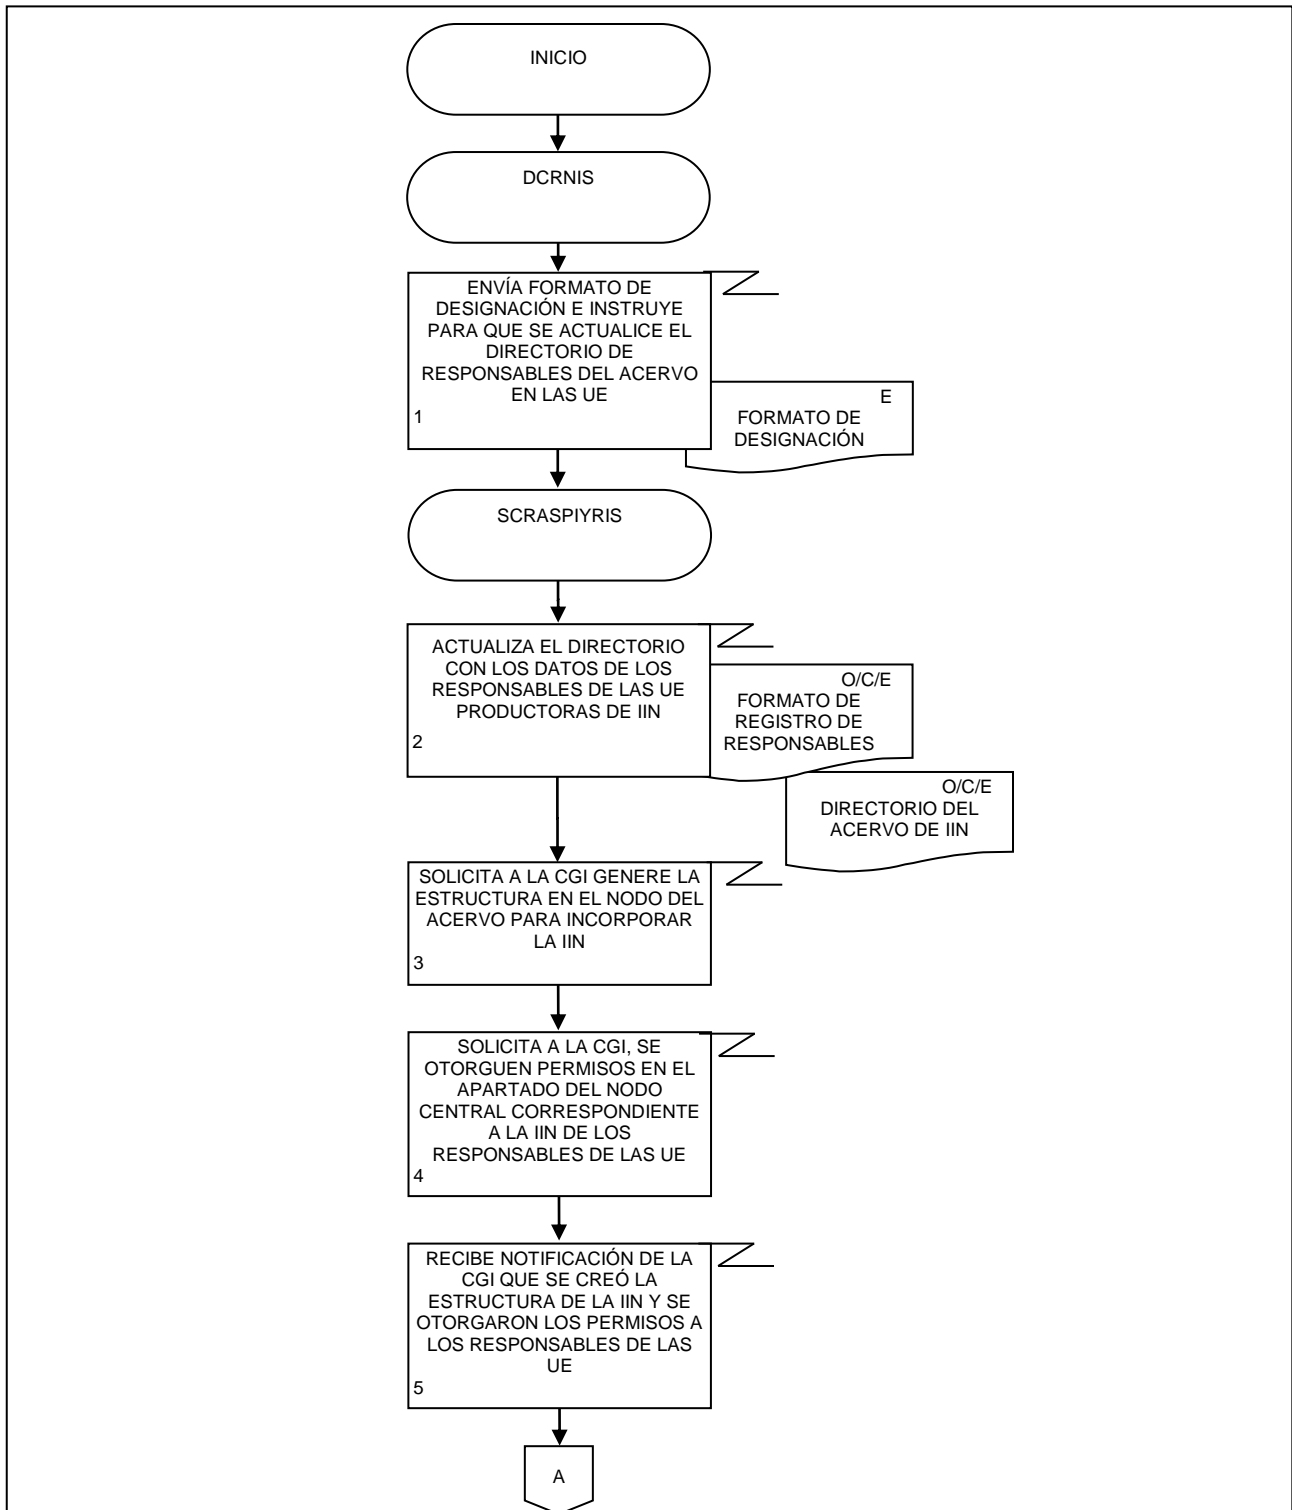 INICIO
DCRNIS
ENVÍA FORMATO DE
DESIGNACIÓN E INSTRUYE
PARA QUE SE ACTUALICE EL
DIRECTORIO DE
RESPONSABLES DEL ACERVO
EN LAS UE
1
E
FORMATO DE
DESIGNACIÓN
SCRASPIYRIS
ACTUALIZA EL DIRECTORIO
CON LOS DATOS DE LOS
RESPONSABLES DE LAS UE
PRODUCTORAS DE IIN
2
O/C/E
FORMATO DE
REGISTRO DE
RESPONSABLES
O/C/E
DIRECTORIO DEL
ACERVO DE IIN
SOLICITA A LA CGI GENERE LA
ESTRUCTURA EN EL NODO DEL
ACERVO PARA INCORPORAR
LA IIN
3
SOLICITA A LA CGI, SE
OTORGUEN PERMISOS EN EL
APARTADO DEL NODO
CENTRAL CORRESPONDIENTE
A LA IIN DE LOS
RESPONSABLES DE LAS UE
4
RECIBE NOTIFICACIÓN DE LA
CGI QUE SE CREÓ LA
ESTRUCTURA DE LA IIN Y SE
OTORGARON LOS PERMISOS A
LOS RESPONSABLES DE LAS
UE
5
A